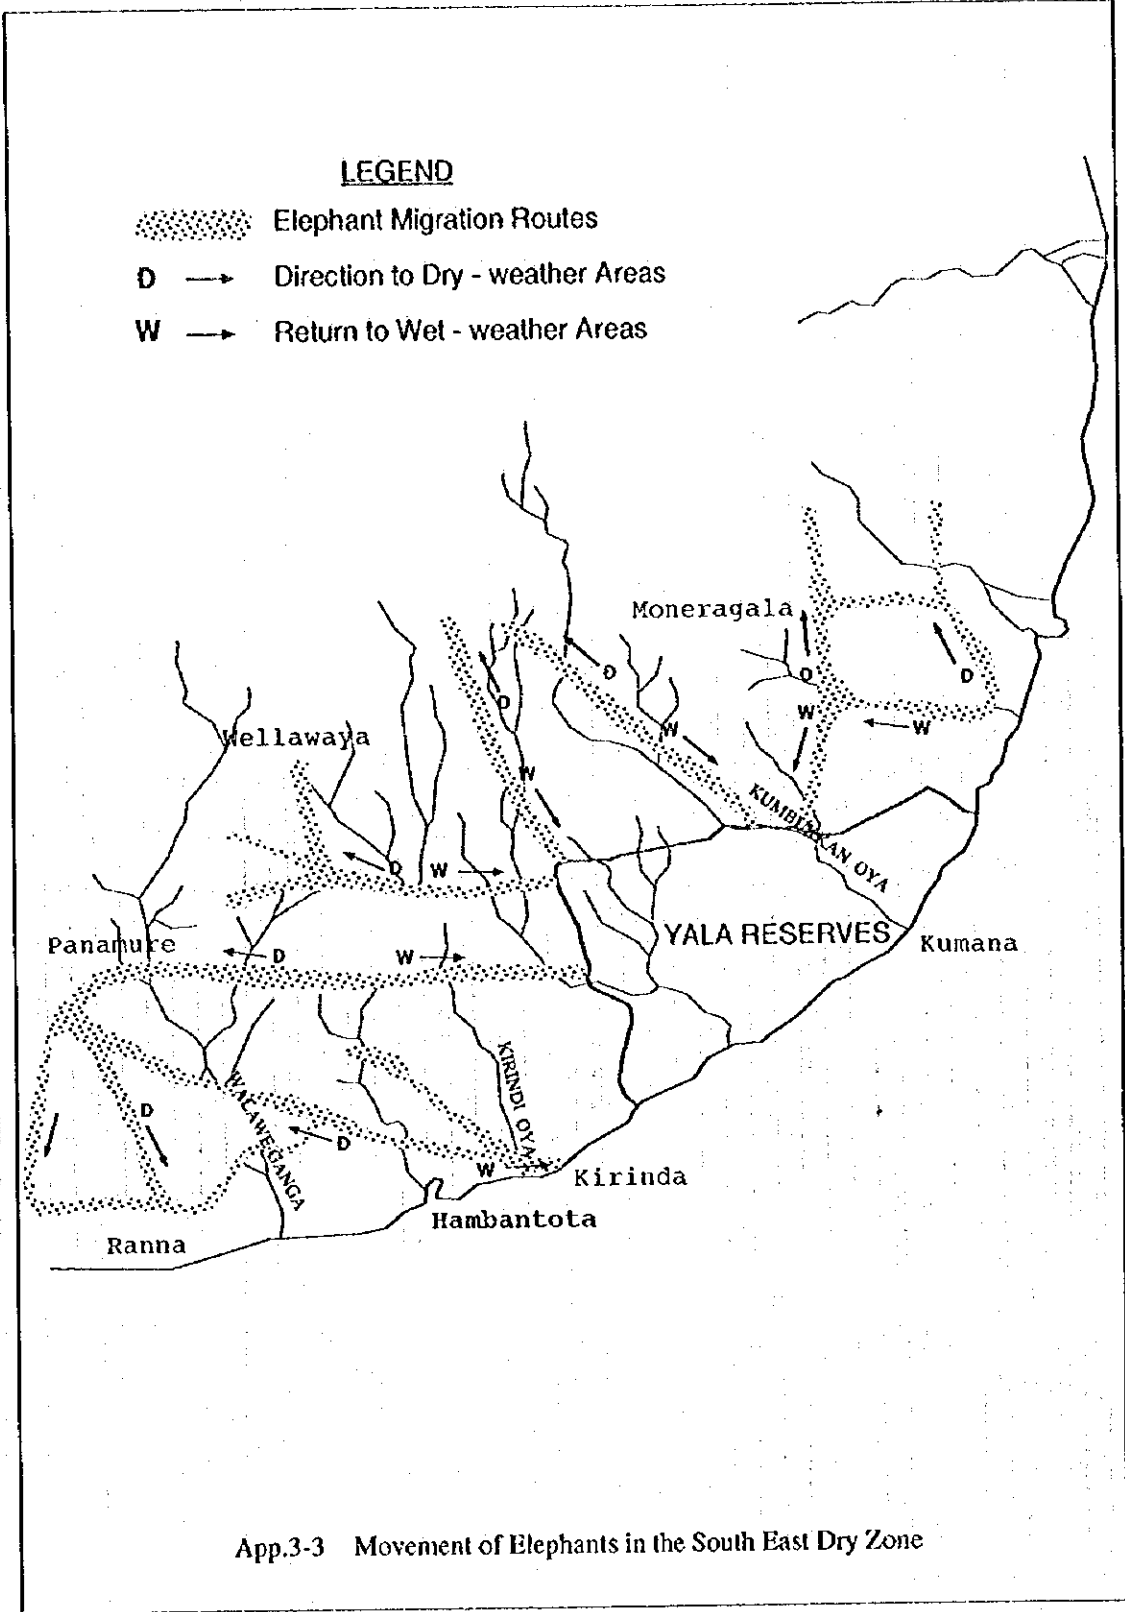 LEGEND
Elephant Migration Routes
D → Direction to Dry - weather Areas
W → Return to Wet - weather Areas
Moneragala
D
D
D
D
W
W
W
Wellawaya
W
D
W
KUMBUKKAN OYA
Panamure
D
W
YALA RESERVES
Kumana
KIRINDI OYA
D
WALAWE GANGA
D
W
Kirinda
Hambantota
Ranna
App.3-3 Movement of Elephants in the South East Dry Zone